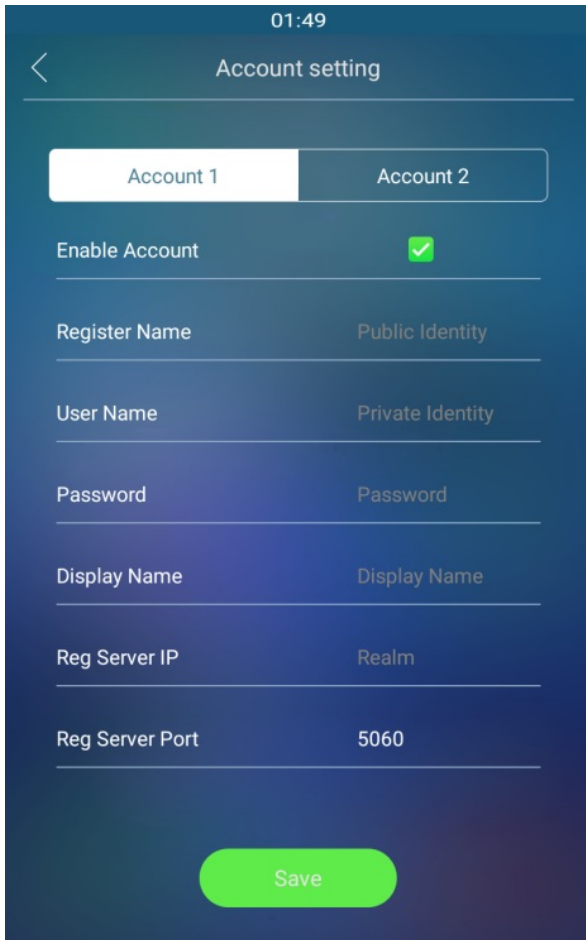 01:49
Account setting
Account 1 Account 2
Enable Account
Register Name Public Identity
User Name Private Identity
Password Password
Display Name Display Name
Reg Server IP Realm
Reg Server Port 5060
Save